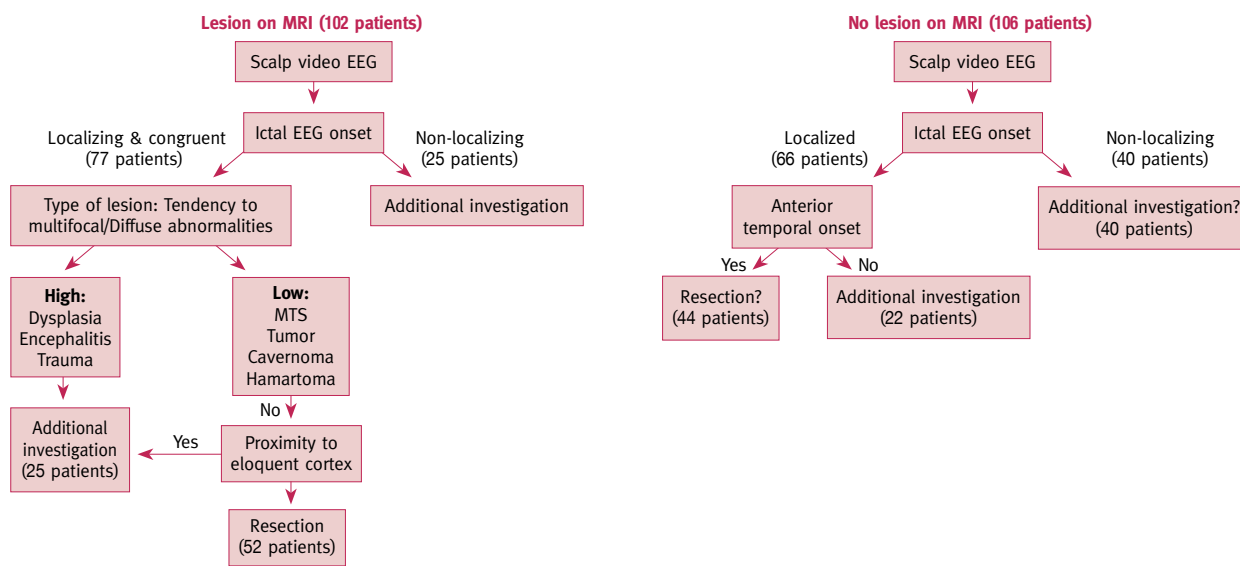 Lesion on MRI (102 patients)
Scalp video EEG
Ictal EEG onset
Localizing & congruent
(77 patients)
Non-localizing
(25 patients)
Type of lesion: Tendency to
multifocal/Diffuse abnormalities
Additional investigation
High:
Dysplasia
Encephalitis
Trauma
Low:
MTS
Tumor
Cavernoma
Hamartoma
No
Additional
investigation
(25 patients)
Yes
Proximity to
eloquent cortex
Resection
(52 patients)
No lesion on MRI (106 patients)
Scalp video EEG
Ictal EEG onset
Localized
(66 patients)
Non-localizing
(40 patients)
Anterior
temporal onset
Additional investigation?
(40 patients)
Yes
No
Resection?
(44 patients)
Additional investigation
(22 patients)